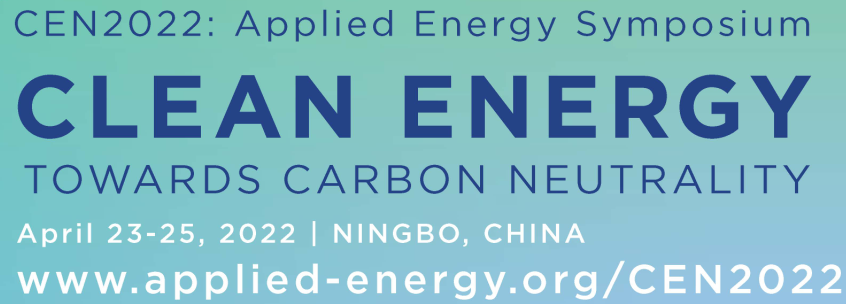 CEN2022: Applied Energy Symposium
CLEAN ENERGY
TOWARDS CARBON NEUTRALITY
April 23-25, 2022 | NINGBO, CHINA
www.applied-energy.org/CEN2022